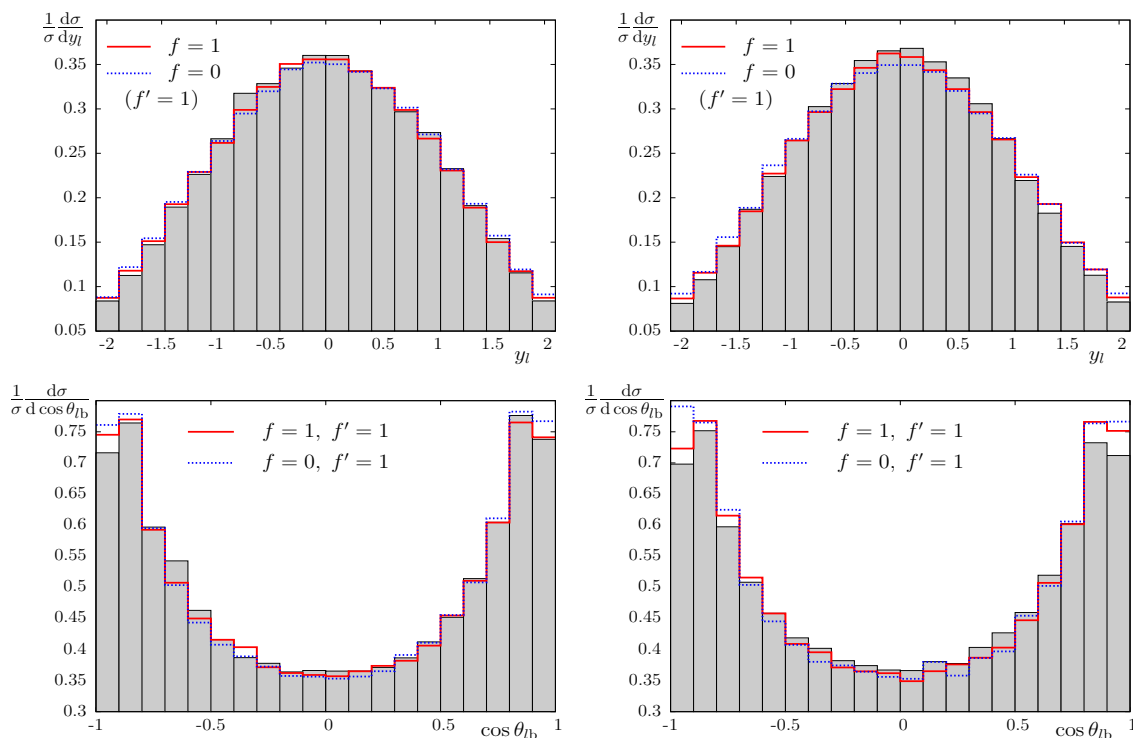 1/σ dσ/dy_l
f = 1
f = 0
(f′ = 1)
0.35
0.3
0.25
0.2
0.15
0.1
0.05
-2 -1.5 -1 -0.5 0 0.5 1 1.5 2
y_l
1/σ dσ/dy_l
f = 1
f = 0
(f′ = 1)
0.35
0.3
0.25
0.2
0.15
0.1
0.05
-2 -1.5 -1 -0.5 0 0.5 1 1.5 2
y_l
1/σ dσ/d cos θ_lb
f = 1, f′ = 1
f = 0, f′ = 1
0.75
0.7
0.65
0.6
0.55
0.5
0.45
0.4
0.35
0.3
-1 -0.5 0 0.5 1
cos θ_lb
1/σ dσ/d cos θ_lb
f = 1, f′ = 1
f = 0, f′ = 1
0.75
0.7
0.65
0.6
0.55
0.5
0.45
0.4
0.35
0.3
-1 -0.5 0 0.5 1
cos θ_lb